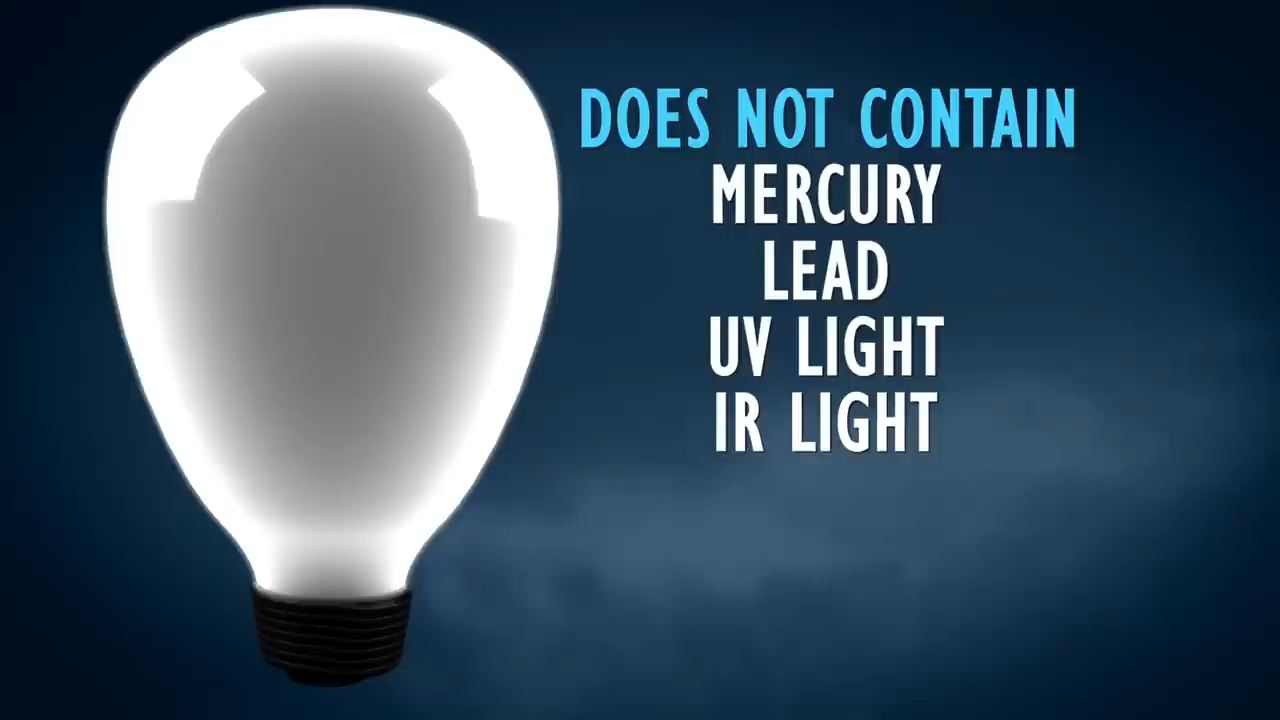 DOES NOT CONTAIN
MERCURY
LEAD
UV LIGHT
IR LIGHT